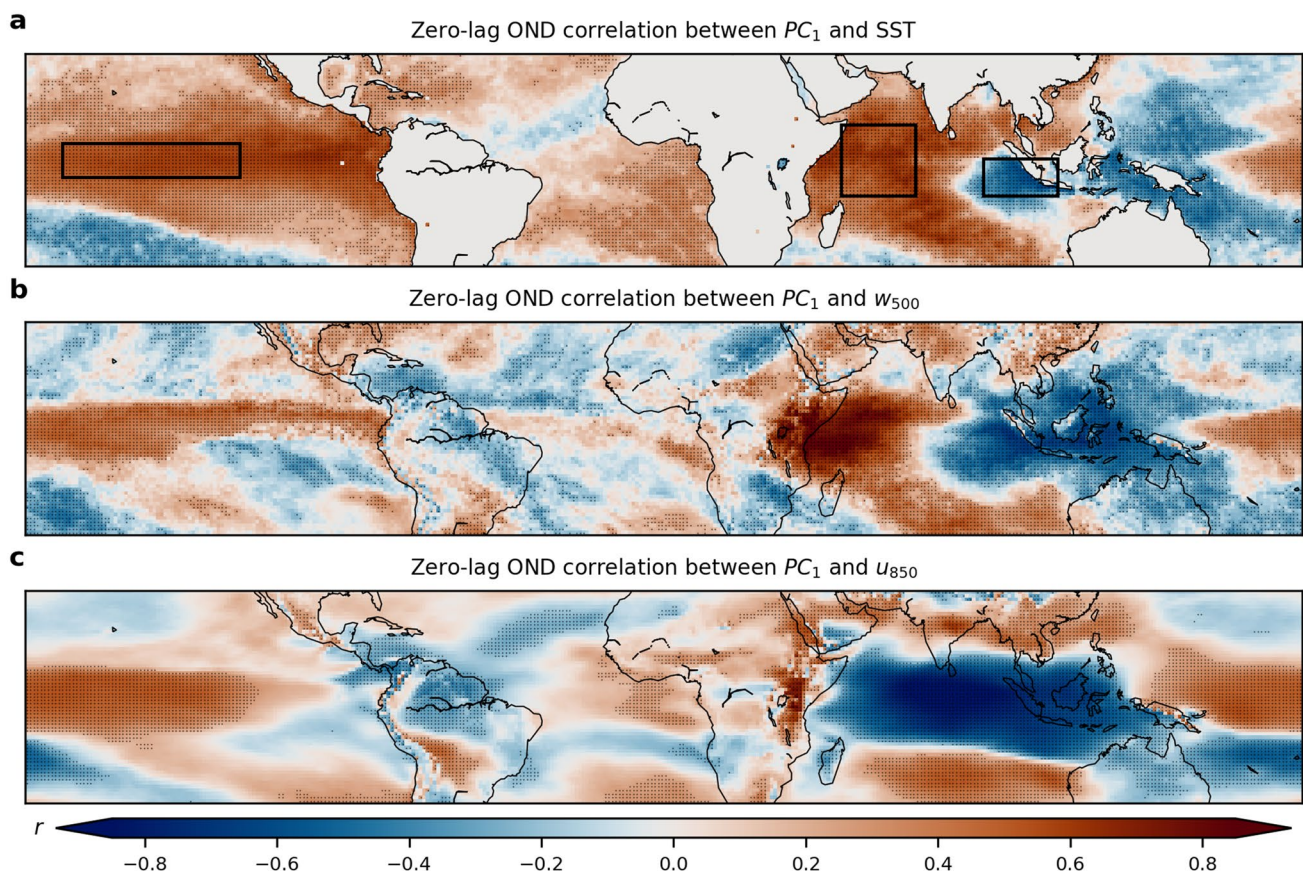 a
Zero-lag OND correlation between PC₁ and SST
b
Zero-lag OND correlation between PC₁ and w₅₀₀
c
Zero-lag OND correlation between PC₁ and u₈₅₀
r
−0.8 −0.6 −0.4 −0.2 0.0 0.2 0.4 0.6 0.8